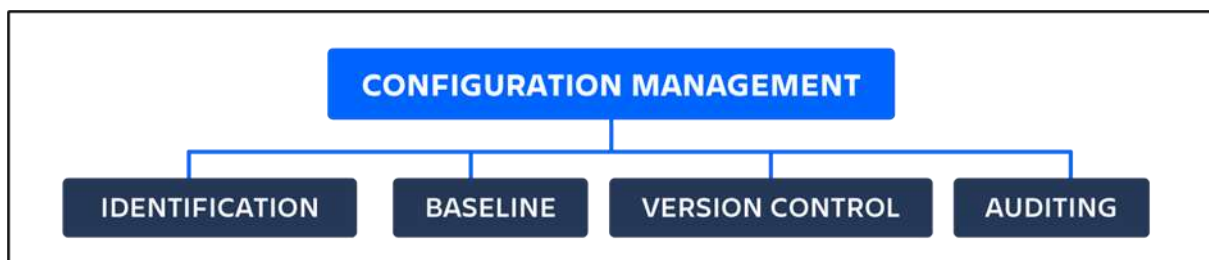 CONFIGURATION MANAGEMENT
IDENTIFICATION
BASELINE
VERSION CONTROL
AUDITING